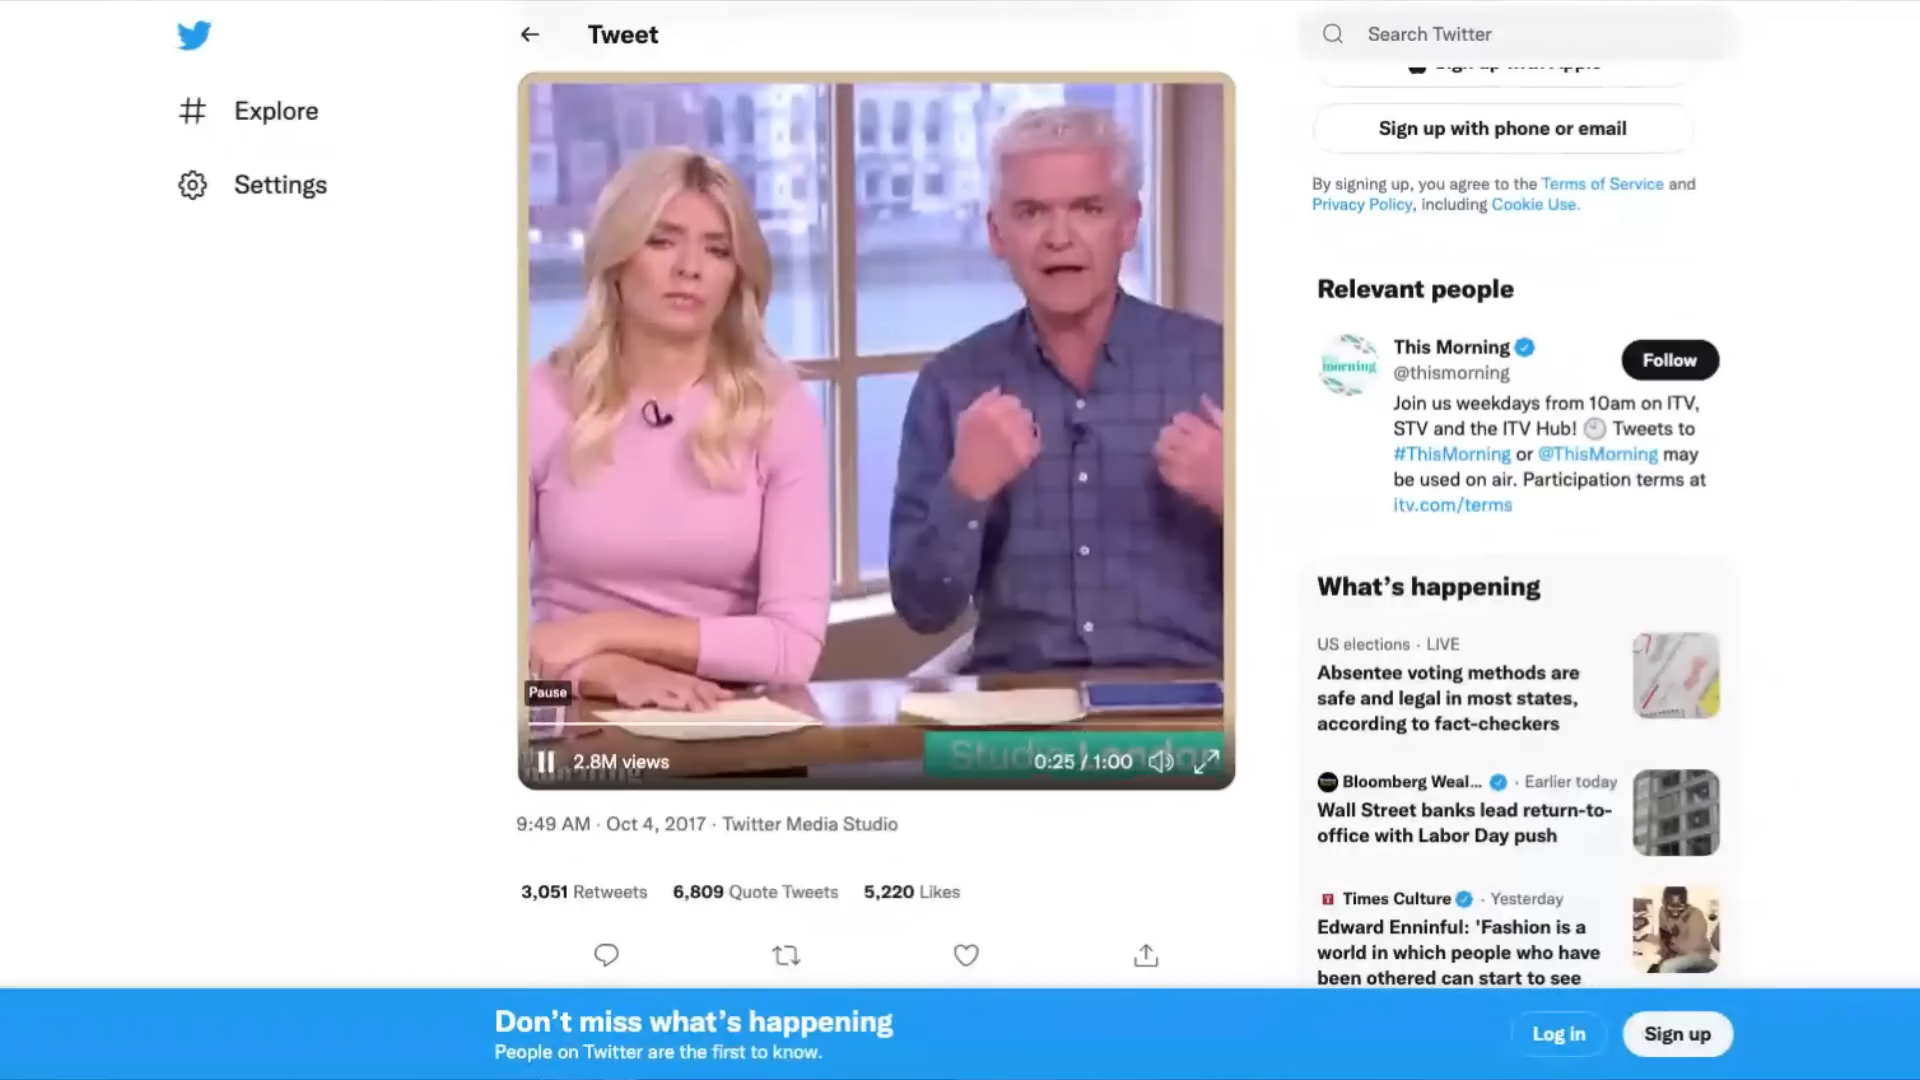 Tweet
Explore
Settings
Pause
2.8M views
0:25 / 1:00
9:49 AM · Oct 4, 2017 · Twitter Media Studio
3,051 Retweets 6,809 Quote Tweets 5,220 Likes
Search Twitter
Sign up with Apple
Sign up with phone or email
By signing up, you agree to the Terms of Service and
Privacy Policy, including Cookie Use.
Relevant people
morning
This Morning
@thismorning
Follow
Join us weekdays from 10am on ITV,
STV and the ITV Hub! 🕙 Tweets to
#ThisMorning or @ThisMorning may
be used on air. Participation terms at
itv.com/terms
What's happening
US elections · LIVE
Absentee voting methods are
safe and legal in most states,
according to fact-checkers
Bloomberg Weal... · Earlier today
Wall Street banks lead return-to-
office with Labor Day push
Times Culture · Yesterday
Edward Enninful: 'Fashion is a
world in which people who have
been othered can start to see
Don't miss what's happening
People on Twitter are the first to know.
Log in
Sign up